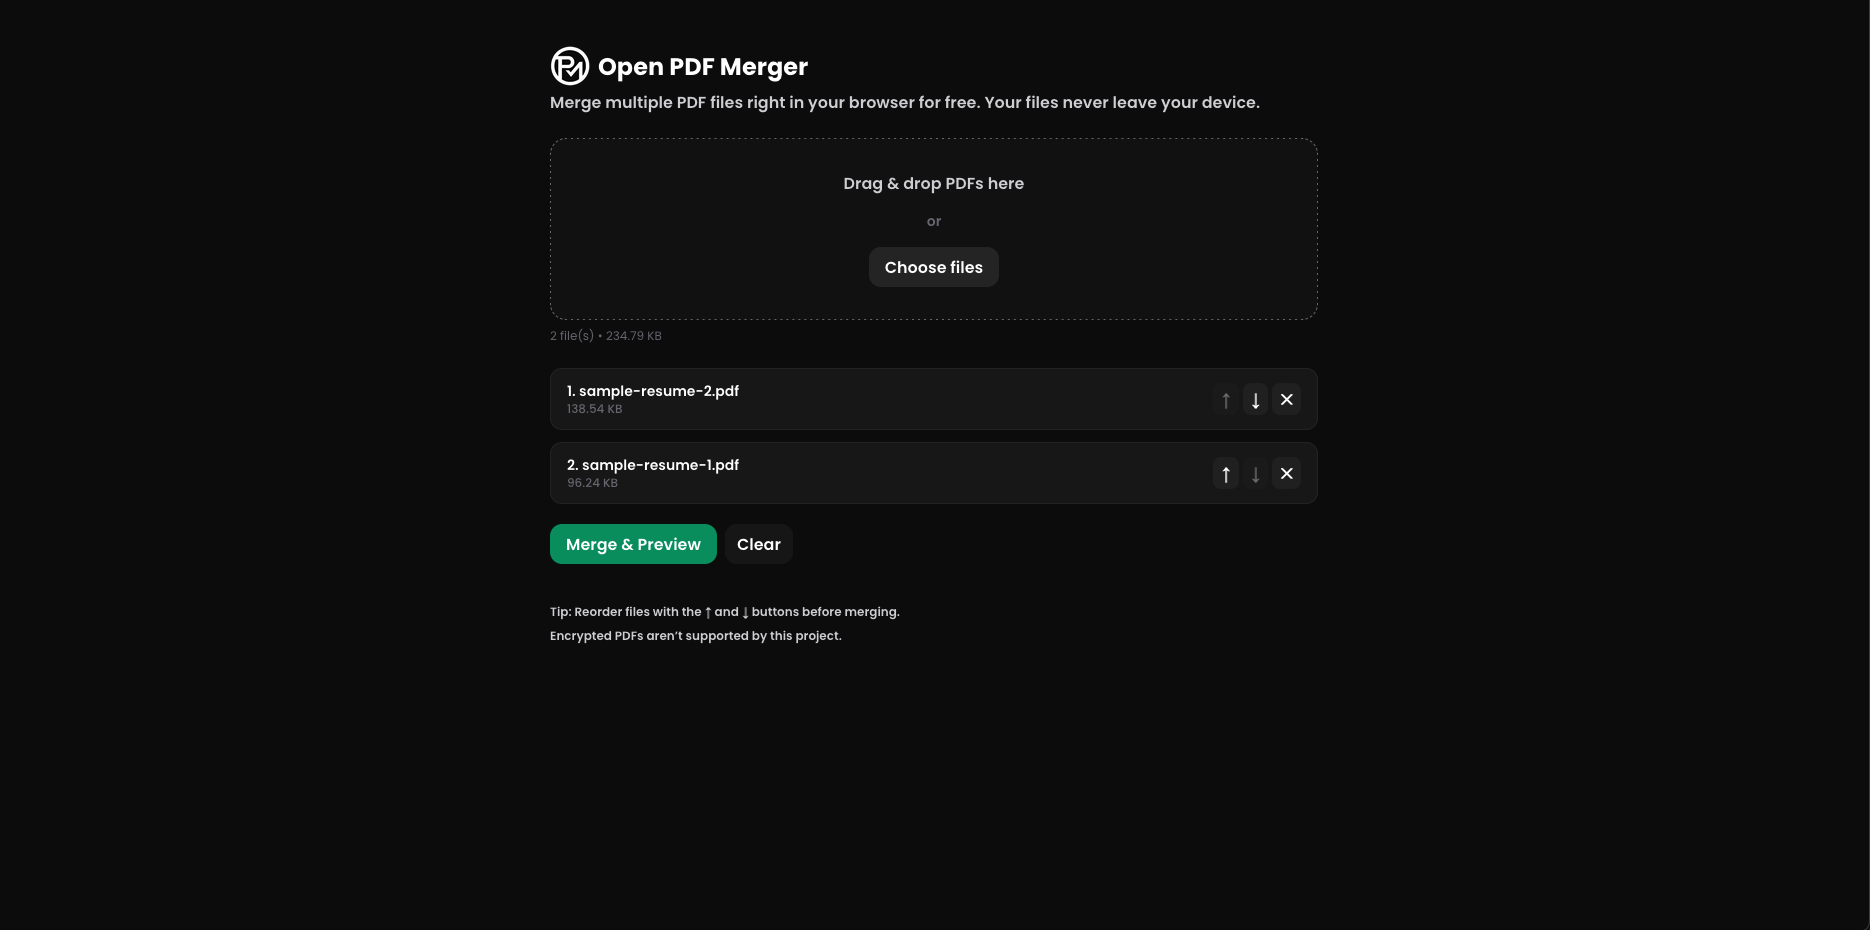 Open PDF Merger
Merge multiple PDF files right in your browser for free. Your files never leave your device.
Drag & drop PDFs here
or
Choose files
2 file(s) • 234.79 KB
1. sample-resume-2.pdf
138.54 KB
↑ ↓ ✕
2. sample-resume-1.pdf
96.24 KB
↑ ↓ ✕
Merge & Preview Clear
Tip: Reorder files with the ↑ and ↓ buttons before merging.
Encrypted PDFs aren’t supported by this project.